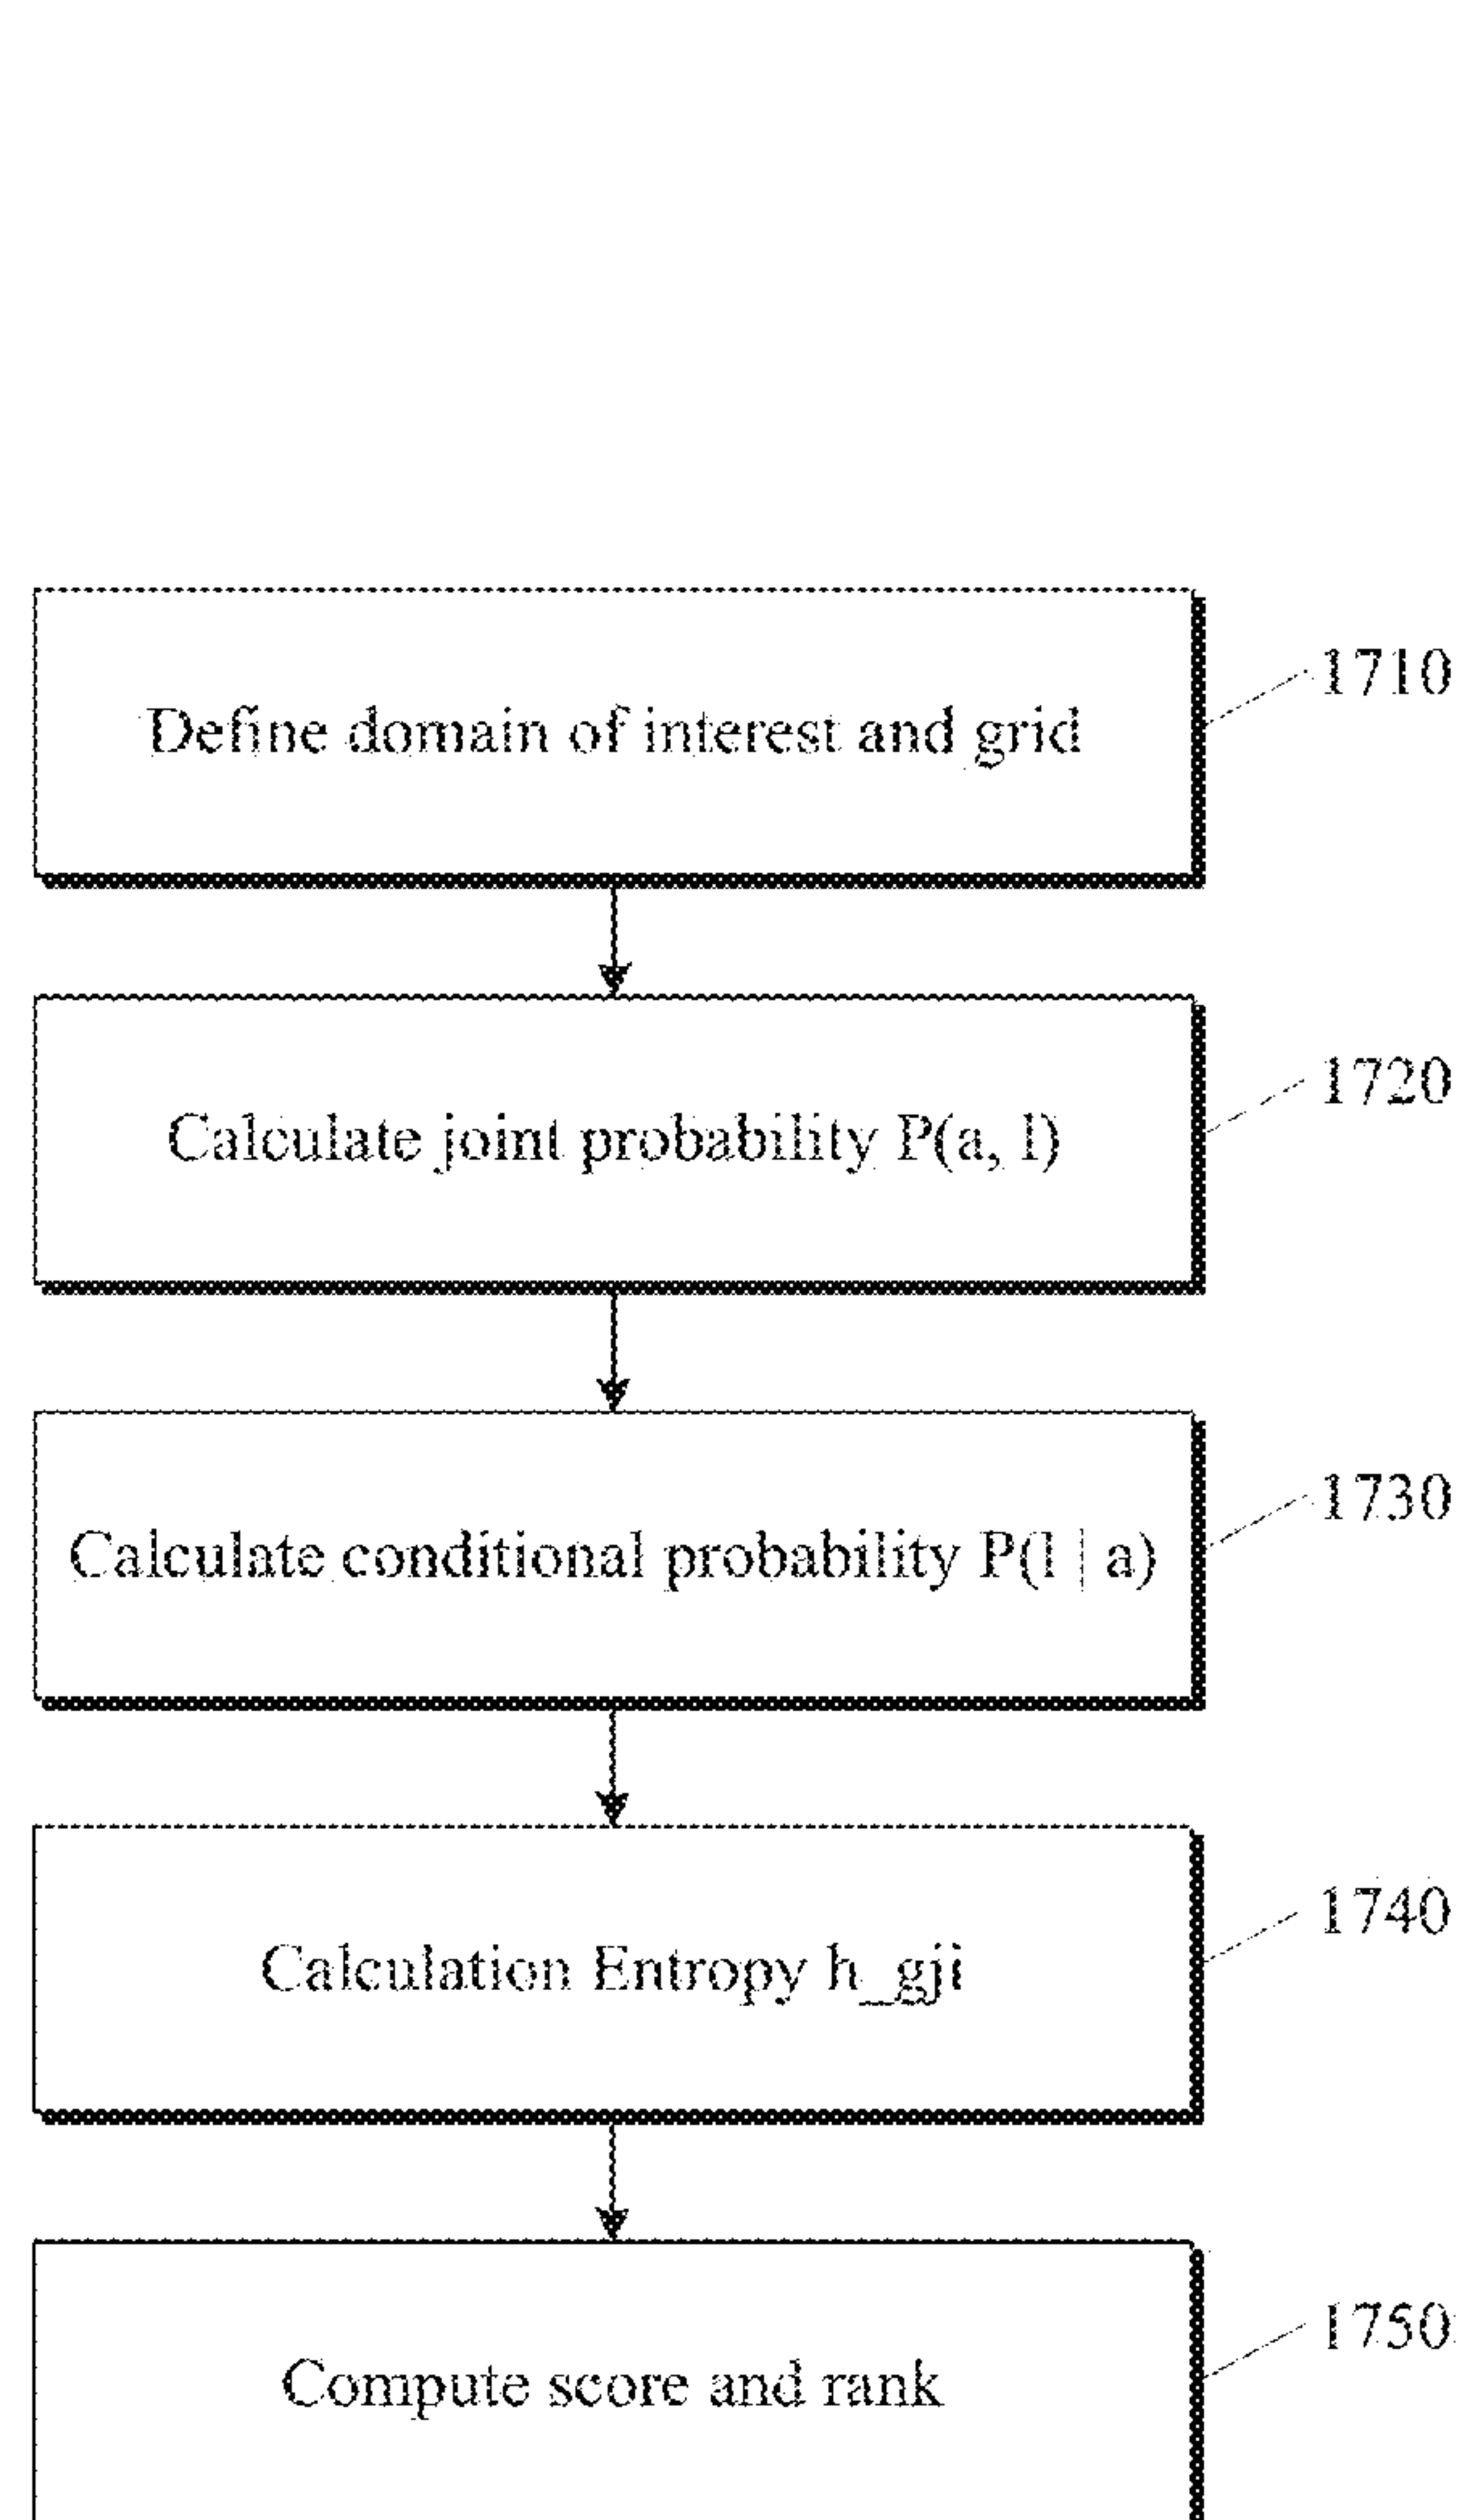 Define domain of interest and grid
1710
Calculate joint probability P(a, l)
1720
Calculate conditional probability P(l | a)
1730
Calculation Entropy h_gji
1740
Compute score and rank
1750